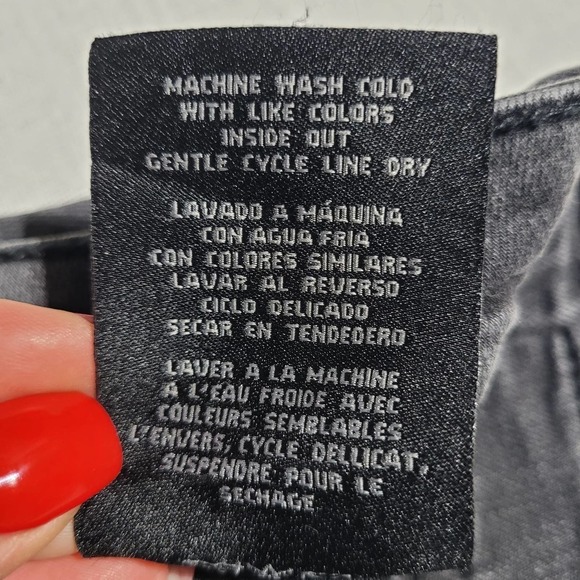 MACHINE WASH COLD
WITH LIKE COLORS
INSIDE OUT
GENTLE CYCLE LINE DRY
LAVADO A MÁQUINA
CON AGUA FRIA
CON COLORES SIMILARES
LAVAR AL REVERSO
CICLO DELICADO
SECAR EN TENDEDERO
LAVER A LA MACHINE
A L'EAU FROIDE AVEC
COULEURS SEMBLABLES
L'ENVERS, CYCLE DELLICAT,
SUSPENDRE POUR LE
SECHAGE